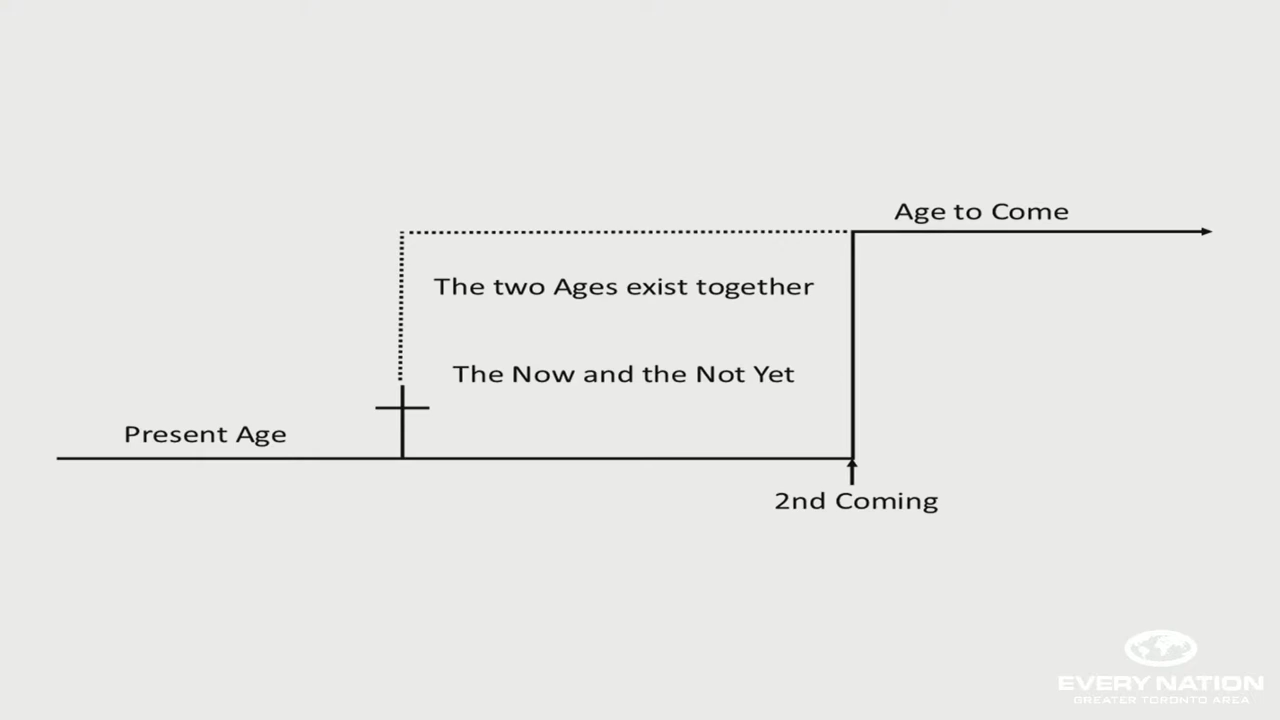 Age to Come
The two Ages exist together
The Now and the Not Yet
Present Age
2nd Coming
EVERY NATION
GREATER TORONTO AREA